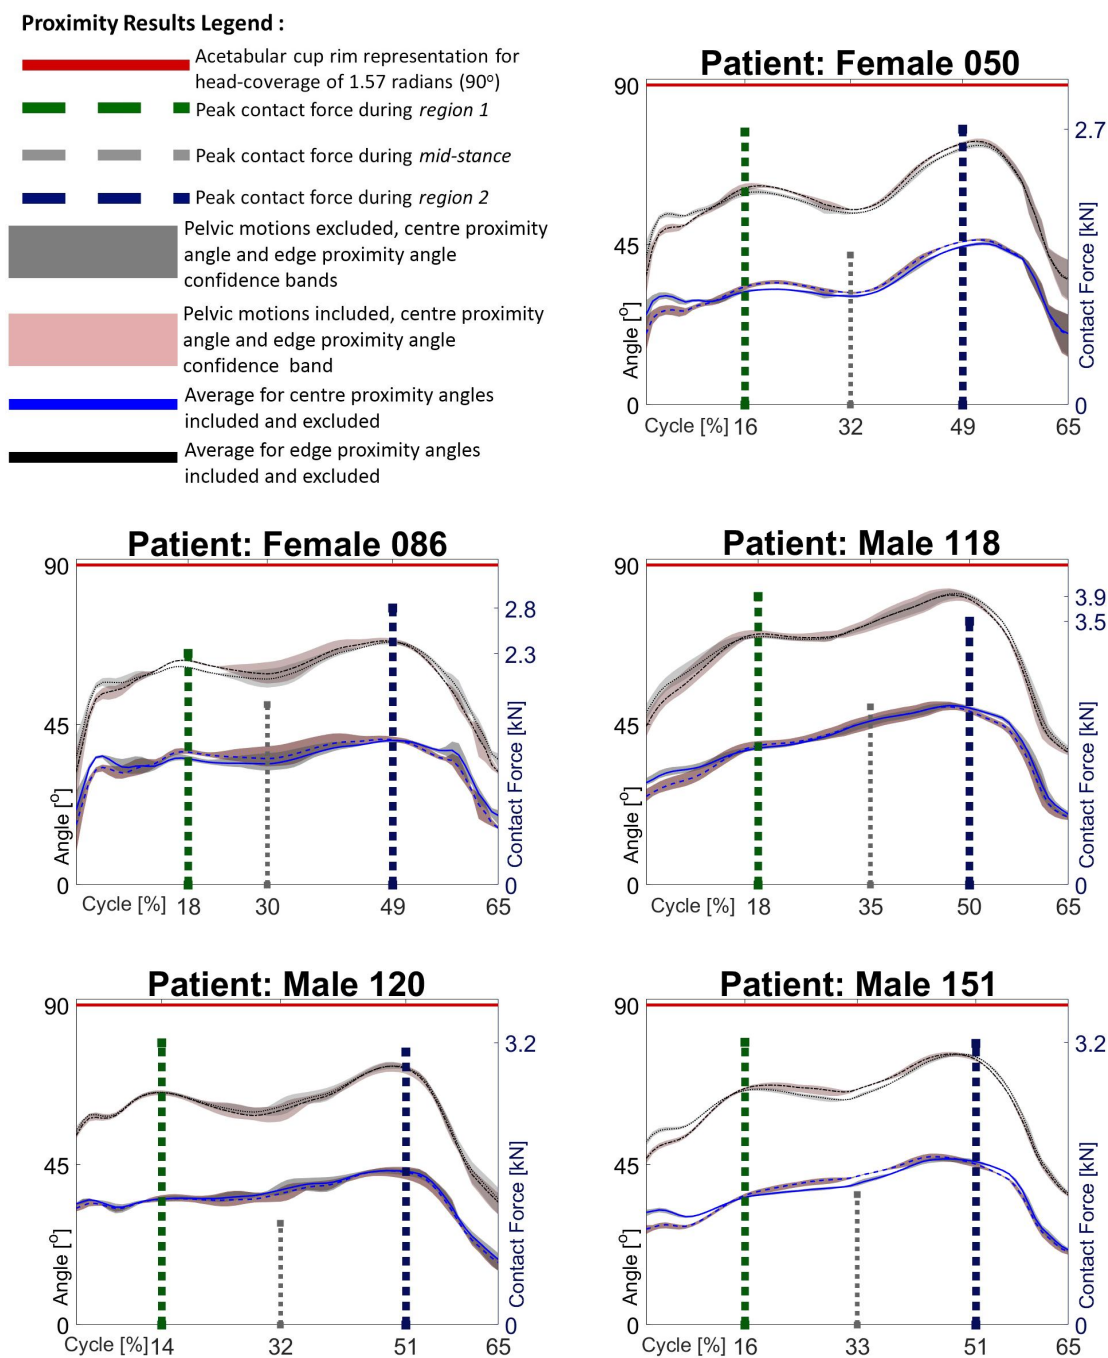 Proximity Results Legend :
Acetabular cup rim representation for
head-coverage of 1.57 radians (90°)
Peak contact force during region 1
Peak contact force during mid-stance
Peak contact force during region 2
Pelvic motions excluded, centre proximity
angle and edge proximity angle
confidence bands
Pelvic motions included, centre proximity
angle and edge proximity angle
confidence band
Average for centre proximity angles
included and excluded
Average for edge proximity angles
included and excluded
Patient: Female 050
90
45
0
Angle [°]
2.7
0
Contact Force [kN]
Cycle [%] 16 32 49 65
Patient: Female 086
90
45
0
Angle [°]
2.8
2.3
0
Contact Force [kN]
Cycle [%] 18 30 49 65
Patient: Male 118
90
45
0
Angle [°]
3.9
3.5
0
Contact Force [kN]
Cycle [%] 18 35 50 65
Patient: Male 120
90
45
0
Angle [°]
3.2
0
Contact Force [kN]
Cycle [%] 14 32 51 65
Patient: Male 151
90
45
0
Angle [°]
3.2
0
Contact Force [kN]
Cycle [%] 16 33 51 65